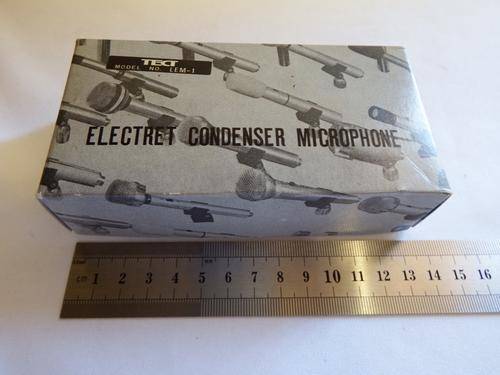 TECT
MODEL NO. LEM-1
ELECTRET CONDENSER MICROPHONE
cm 1 2 3 4 5 6 7 8 9 10 11 12 13 14 15 16